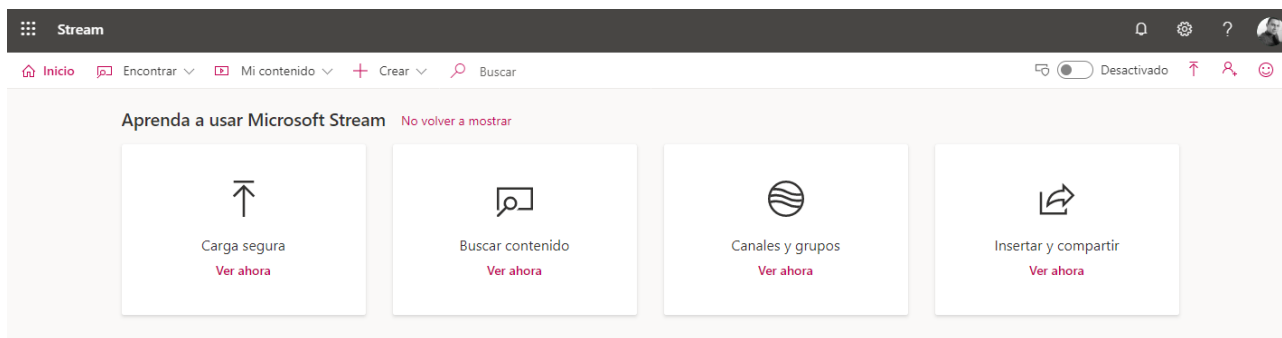 Stream
?
Inicio Encontrar Mi contenido Crear Buscar Desactivado
Aprenda a usar Microsoft Stream No volver a mostrar
Carga segura Buscar contenido Canales y grupos Insertar y compartir
Ver ahora Ver ahora Ver ahora Ver ahora